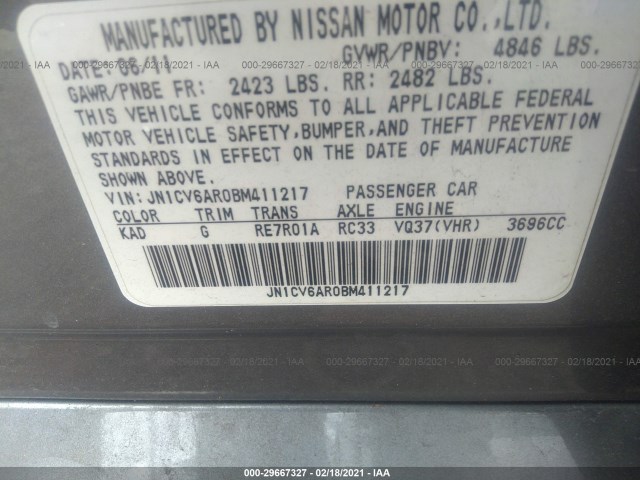 MANUFACTURED BY NISSAN MOTOR CO.,LTD.
DATE: 06/11 GVWR/PNBV: 4846 LBS.
GAWR/PNBE FR: 2423 LBS. RR: 2482 LBS.
THIS VEHICLE CONFORMS TO ALL APPLICABLE FEDERAL
MOTOR VEHICLE SAFETY,BUMPER,AND THEFT PREVENTION
STANDARDS IN EFFECT ON THE DATE OF MANUFACTURE
SHOWN ABOVE.
VIN: JN1CV6AR0BM411217 PASSENGER CAR
COLOR TRIM TRANS AXLE ENGINE
KAD G RE7R01A RC33 VQ37(VHR) 3696CC
JN1CV6AR0BM411217
000-29667327 - 02/18/2021 - IAA